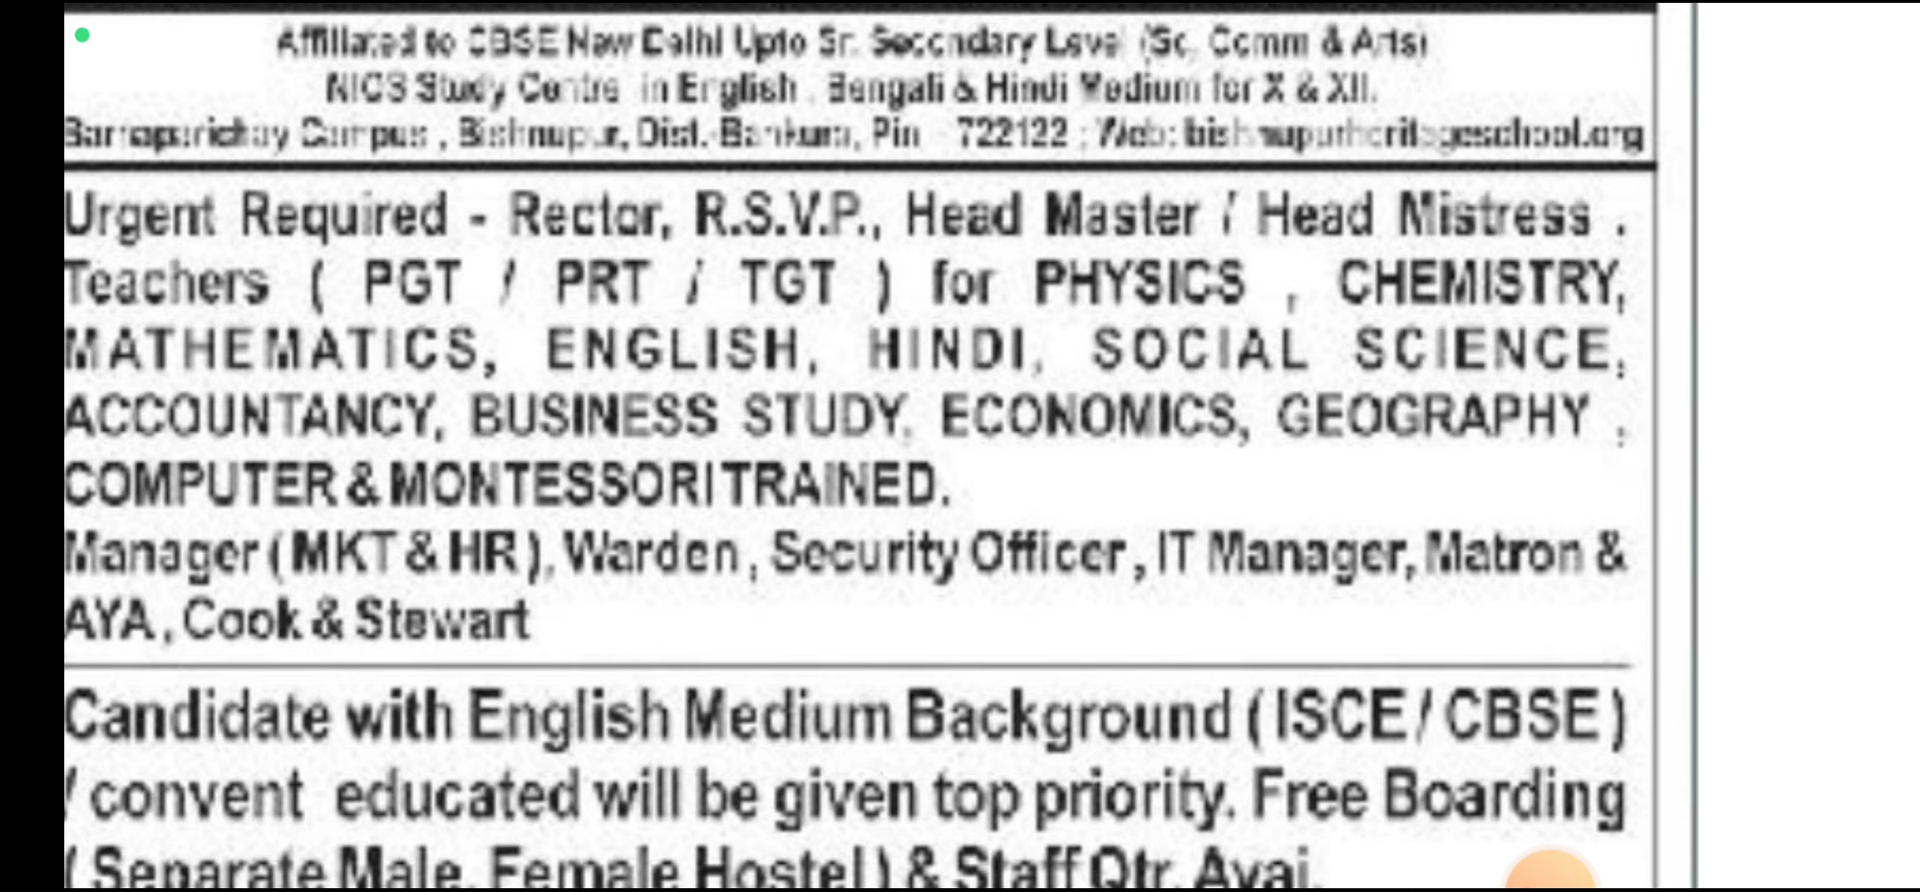 Affiliated to CBSE New Delhi Upto Sr. Secondary Level (Sc. Comm & Arts)
NIOS Study Centre in English , Bengali & Hindi Medium for X & XII.
Barnaparichay Campus , Bishnupur, Dist.-Bankura, Pin - 722122 ; Web: bishnupurheritageschool.org
Urgent Required - Rector, R.S.V.P., Head Master / Head Mistress .
Teachers ( PGT / PRT / TGT ) for PHYSICS , CHEMISTRY,
MATHEMATICS, ENGLISH, HINDI, SOCIAL SCIENCE,
ACCOUNTANCY, BUSINESS STUDY, ECONOMICS, GEOGRAPHY ,
COMPUTER & MONTESSORI TRAINED.
Manager ( MKT & HR ), Warden , Security Officer , IT Manager, Matron &
AYA , Cook & Stewart
Candidate with English Medium Background ( ISCE / CBSE )
/ convent educated will be given top priority. Free Boarding
( Separate Male, Female Hostel ) & Staff Qtr. Avai.